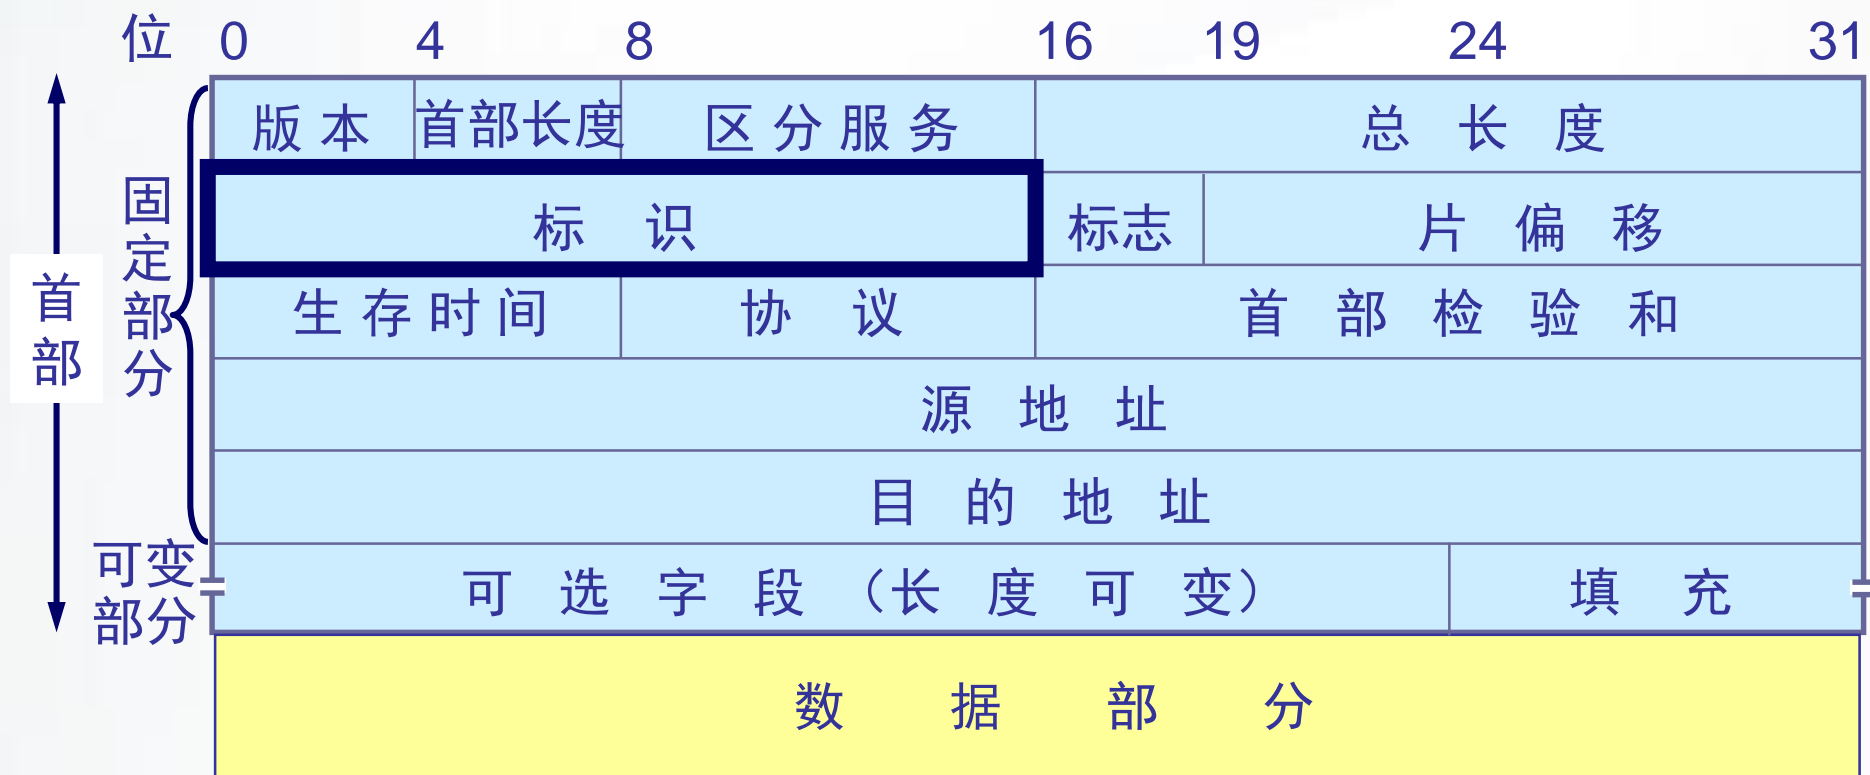 位 0 4 8 16 19 24 31
版本 首部长度 区分服务 总长度
标识 标志 片偏移
生存时间 协议 首部检验和
源地址
目的地址
可选字段（长度可变） 填充
数据部分
首部
固定部分
可变
部分